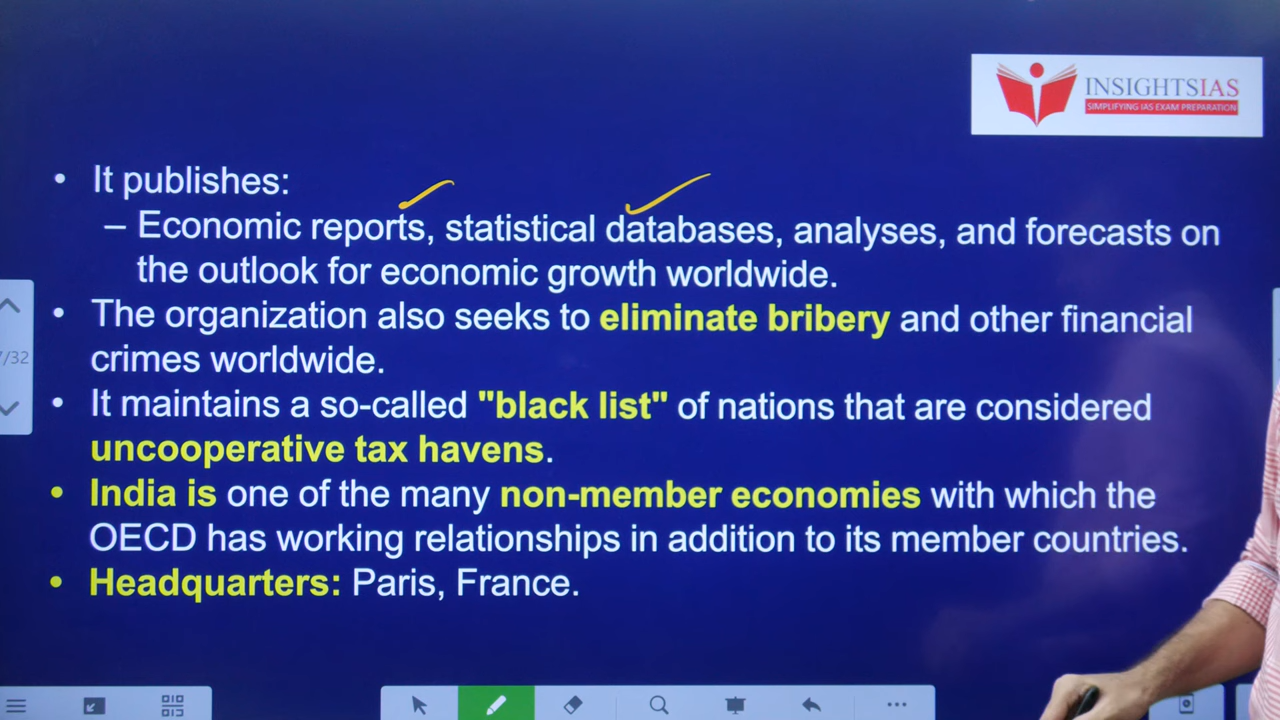 INSIGHTSIAS
SIMPLIFYING IAS EXAM PREPARATION
• It publishes:
– Economic reports, statistical databases, analyses, and forecasts on
the outlook for economic growth worldwide.
• The organization also seeks to eliminate bribery and other financial
crimes worldwide.
/32
• It maintains a so-called "black list" of nations that are considered
uncooperative tax havens.
• India is one of the many non-member economies with which the
OECD has working relationships in addition to its member countries.
• Headquarters: Paris, France.